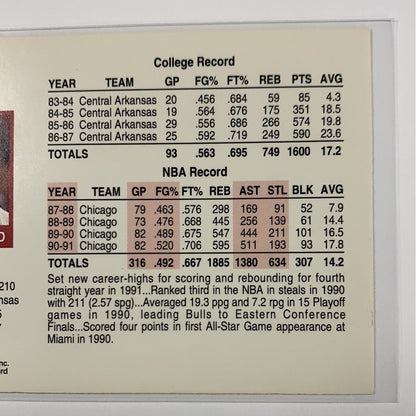 College Record
YEAR TEAM GP FG% FT% REB PTS AVG
83-84 Central Arkansas 20 .456 .684 59 85 4.3
84-85 Central Arkansas 19 .564 .676 175 351 18.5
85-86 Central Arkansas 29 .556 .686 266 574 19.8
86-87 Central Arkansas 25 .592 .719 249 590 23.6
TOTALS 93 .563 .695 749 1600 17.2
NBA Record
YEAR TEAM GP FG% FT% REB AST STL BLK AVG
87-88 Chicago 79 .463 .576 298 169 91 52 7.9
88-89 Chicago 73 .476 .668 445 256 139 61 14.4
89-90 Chicago 82 .489 .675 547 444 211 101 16.5
90-91 Chicago 82 .520 .706 595 511 193 93 17.8
TOTALS 316 .492 .667 1885 1380 634 307 14.2
Set new career-highs for scoring and rebounding for fourth
straight year in 1991...Ranked third in the NBA in steals in 1990
with 211 (2.57 spg)...Averaged 19.3 ppg and 7.2 rpg in 15 Playoff
games in 1990, leading Bulls to Eastern Conference
Finals...Scored four points in first All-Star Game appearance at
Miami in 1990.
210
nsas
nc.
rd